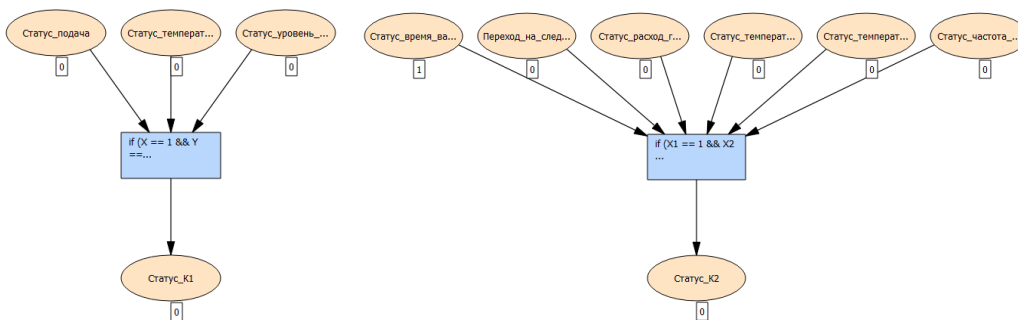 Статус_подача
Статус_температ...
Статус_уровень_...
Статус_время_ва...
Переход_на_след...
Статус_расход_г...
Статус_температ...
Статус_температ...
Статус_частота_...
0
0
0
1
0
0
0
0
0
if (X == 1 && Y
==...
if (X1 == 1 && X2
...
Статус_К1
Статус_К2
0
0